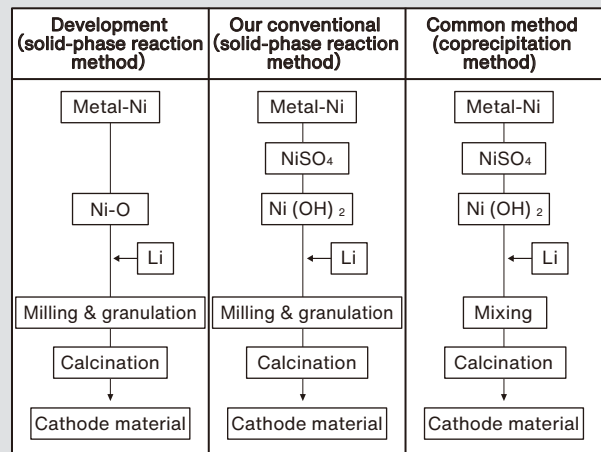 Development
(solid-phase reaction
method)
Metal-Ni
Ni-O
Li
Milling & granulation
Calcination
Cathode material
Our conventional
(solid-phase reaction
method)
Metal-Ni
NiSO₄
Ni (OH) ₂
Li
Milling & granulation
Calcination
Cathode material
Common method
(coprecipitation
method)
Metal-Ni
NiSO₄
Ni (OH) ₂
Li
Mixing
Calcination
Cathode material